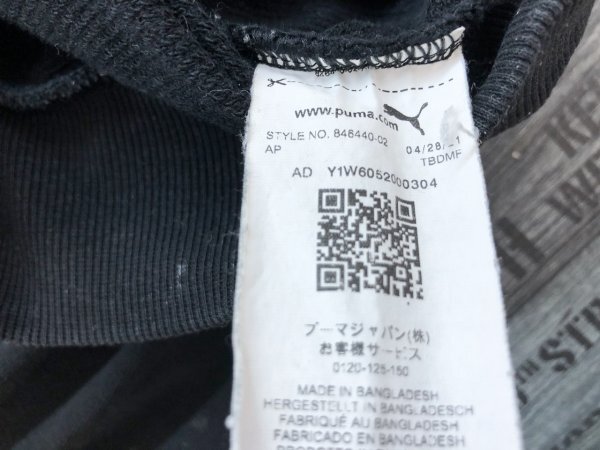 www.puma.com
STYLE NO. 846440-02
AP 04/28/21
TBDMF
AD Y1W6052000304
プーマジャパン(株)
お客様サービス
0120-125-150
MADE IN BANGLADESH
HERGESTELLT IN BANGLADESCH
FABRIQUÉ AU BANGLADESH
FABRICADO EN BANGLADESH